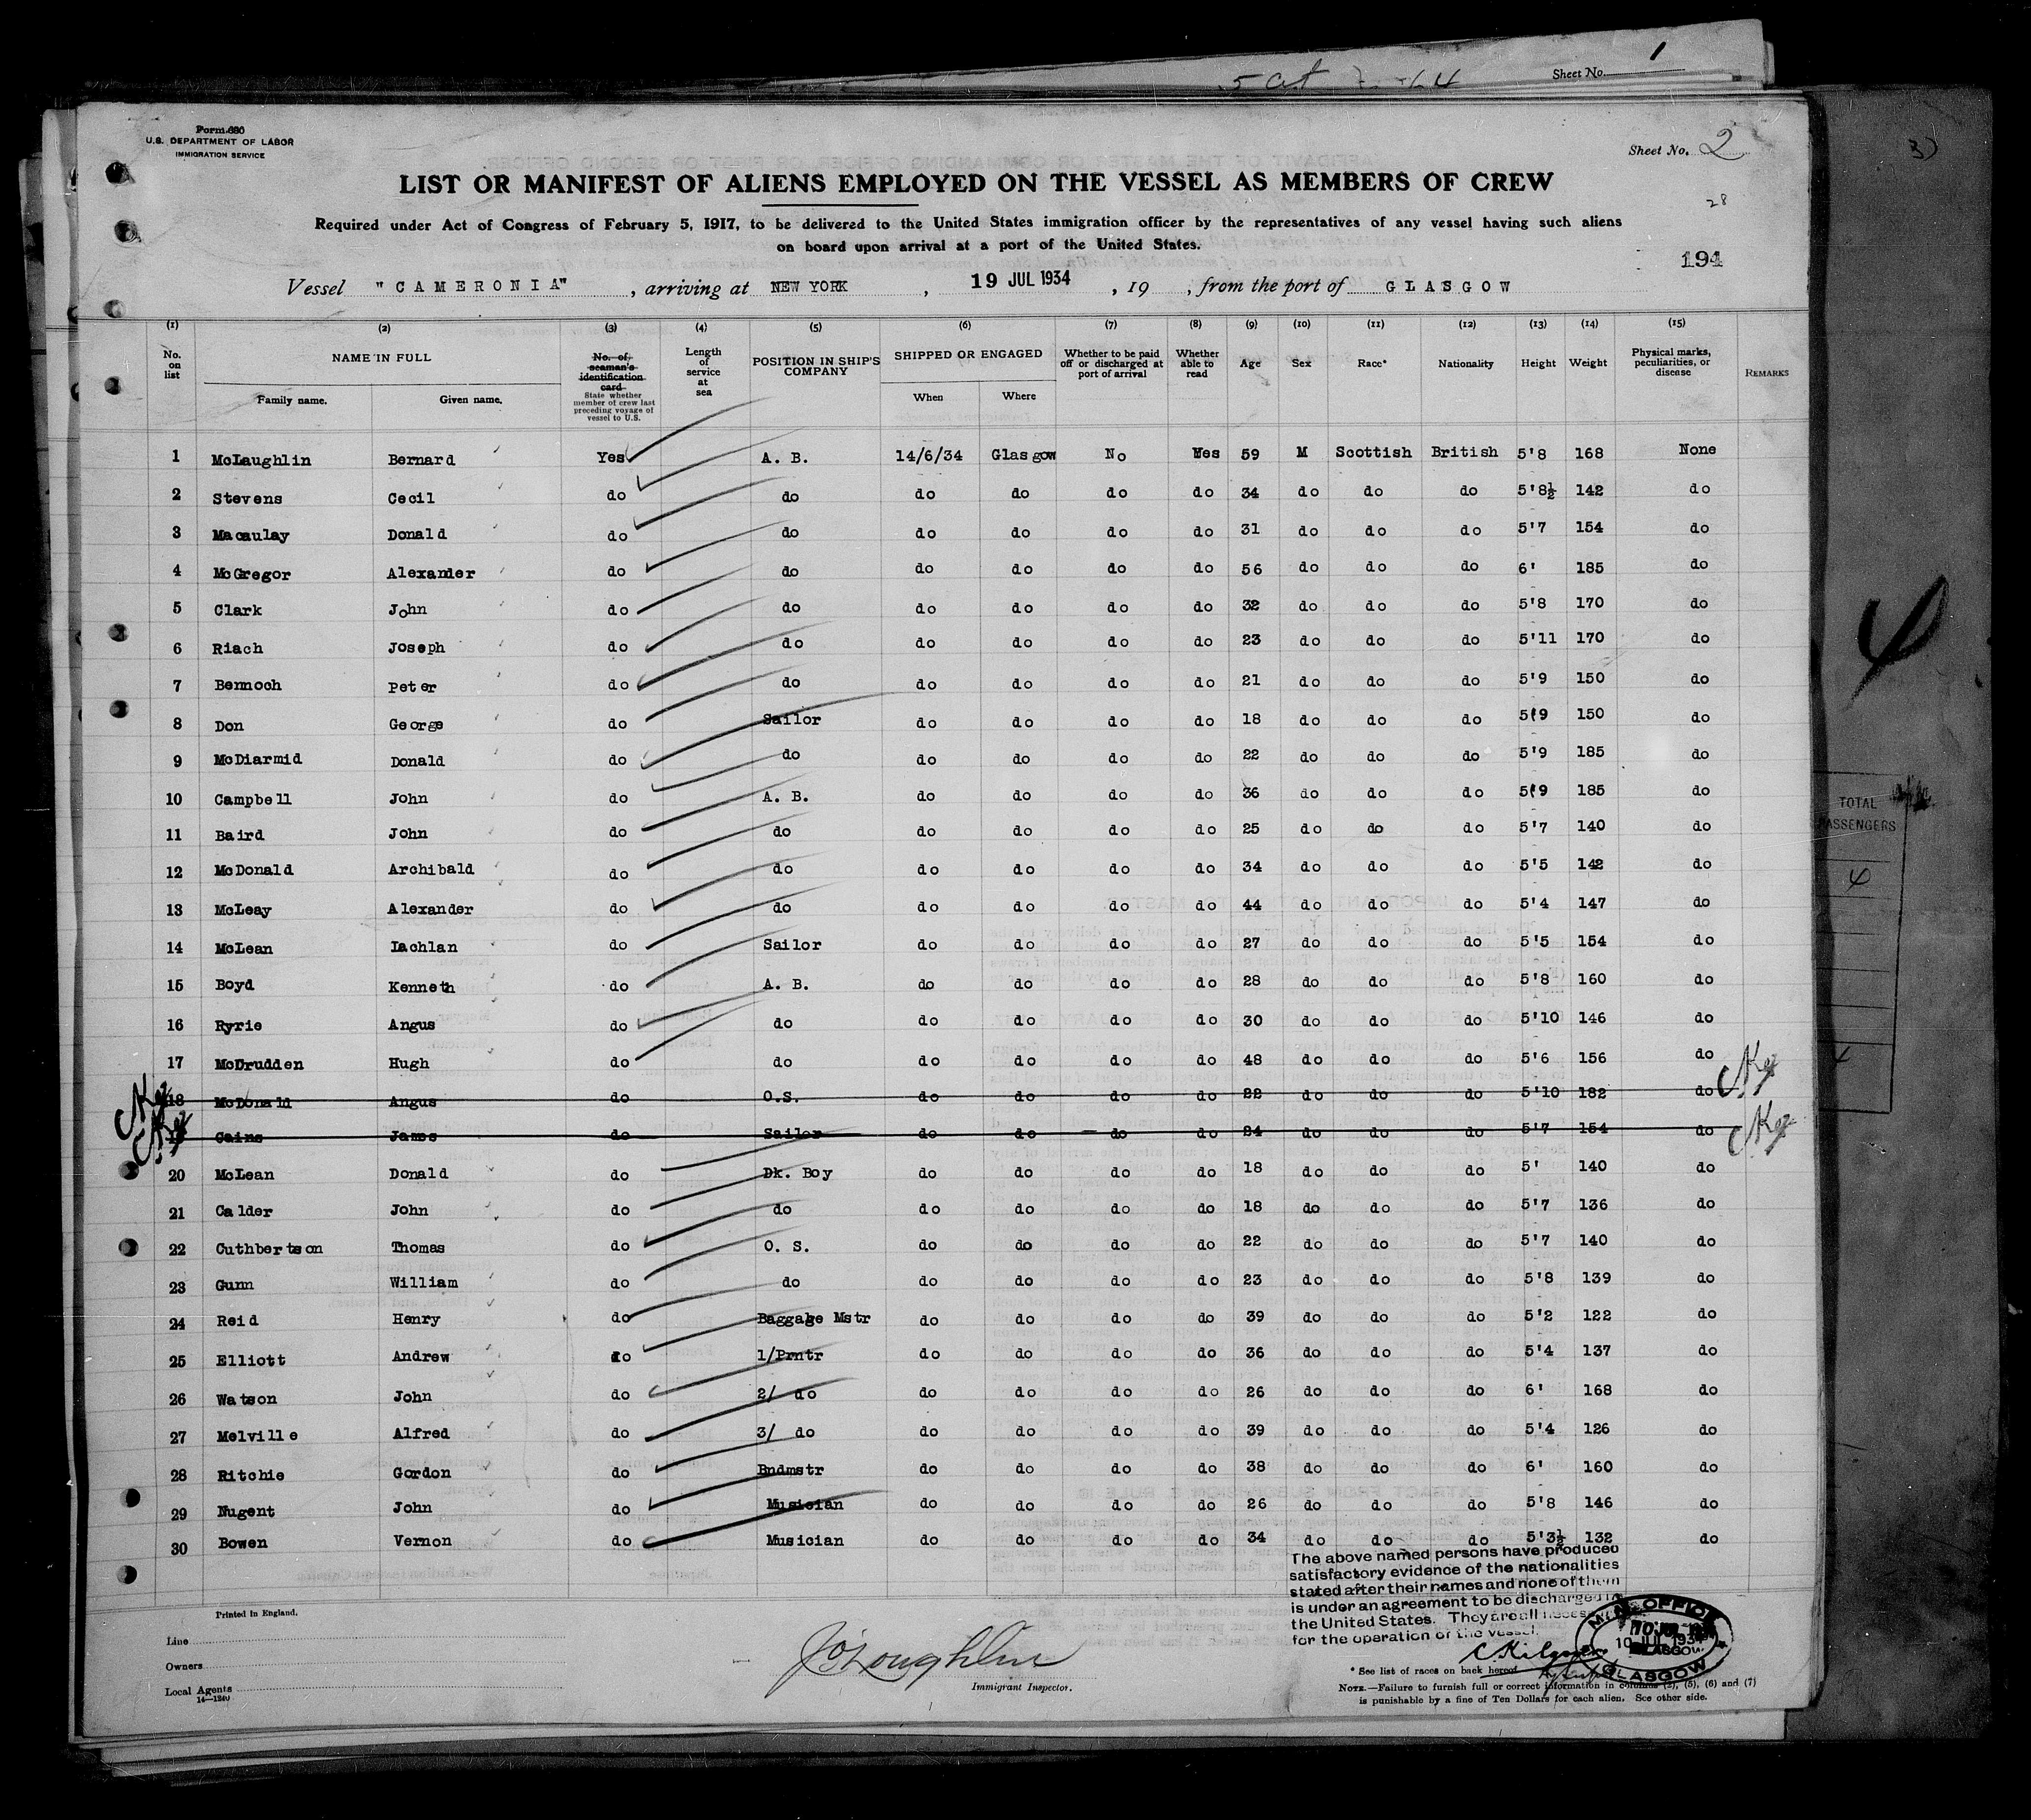 Sheet No. 1
Form 680
U.S. DEPARTMENT OF LABOR
IMMIGRATION SERVICE
Sheet No. 2
LIST OR MANIFEST OF ALIENS EMPLOYED ON THE VESSEL AS MEMBERS OF CREW
28
Required under Act of Congress of February 5, 1917, to be delivered to the United States immigration officer by the representatives of any vessel having such aliens
on board upon arrival at a port of the United States.
194
Vessel "CAMERONIA", arriving at NEW YORK, 19 JUL 1934, 19 , from the port of GLASGOW
(1) (2) (3) (4) (5) (6) (7) (8) (9) (10) (11) (12) (13) (14) (15)
No. on list NAME IN FULL Family name. Given name. No. of seaman's identification card State whether member of crew last preceding voyage of vessel to U.S. Length of service at sea POSITION IN SHIP'S COMPANY SHIPPED OR ENGAGED When Where Whether to be paid off or discharged at port of arrival Whether able to read Age Sex Race* Nationality Height Weight Physical marks, peculiarities, or disease REMARKS
1 McLaughlin Bernard Yes A. B. 14/6/34 Glasgow No Yes 59 M Scottish British 5'8 168 None
2 Stevens Cecil do do do do do do 34 do do do 5'8½ 142 do
3 Macaulay Donald do do do do do do 31 do do do 5'7 154 do
4 McGregor Alexander do do do do do do 56 do do do 6' 185 do
5 Clark John do do do do do do 32 do do do 5'8 170 do
6 Riach Joseph do do do do do do 23 do do do 5'11 170 do
7 Bennoch Peter do do do do do do 21 do do do 5'9 150 do
8 Don George do Sailor do do do do 18 do do do 5'9 150 do
9 McDiarmid Donald do do do do do do 22 do do do 5'9 185 do
10 Campbell John do A. B. do do do do 36 do do do 5'9 185 do
11 Baird John do do do do do do 25 do do do 5'7 140 do
12 McDonald Archibald do do do do do do 34 do do do 5'5 142 do
13 McLeay Alexander do do do do do do 44 do do do 5'4 147 do
14 McLean Lachlan do Sailor do do do do 27 do do do 5'5 154 do
15 Boyd Kenneth do A. B. do do do do 28 do do do 5'8 160 do
16 Ryrie Angus do do do do do do 30 do do do 5'10 146 do
17 McDrudden Hugh do do do do do do 48 do do do 5'6 156 do
18 McDonald Angus do O.S. do do do do 22 do do do 5'10 182 do
19 Cains James do Sailor do do do do 24 do do do 5'7 154 do
20 McLean Donald do Dk. Boy do do do do 18 do do do 5' 140 do
21 Calder John do do do do do do 18 do do do 5'7 136 do
22 Cuthbertson Thomas do O. S. do do do do 22 do do do 5'7 140 do
23 Gunn William do do do do do do 23 do do do 5'8 139 do
24 Reid Henry do Baggage Mstr do do do do 39 do do do 5'2 122 do
25 Elliott Andrew do 1/Prntr do do do do 36 do do do 5'4 137 do
26 Watson John do 2/ do do do do do 26 do do do 6' 168 do
27 Melville Alfred do 3/ do do do do do 39 do do do 5'4 126 do
28 Ritchie Gordon do Bndmstr do do do do 38 do do do 6' 160 do
29 Nugent John do Musician do do do do 26 do do do 5'8 146 do
30 Bowen Vernon do Musician do do do do 34 do do do 5'3½ 132 do
The above named persons have produced
satisfactory evidence of the nationalities
stated after their names and none of them
is under an agreement to be discharged in
the United States. They are all necessary
for the operation of the vessel.
Printed in England.
Line
Owners
Local Agents
14—1240
J O'Loughlin
Immigrant Inspector.
10 JUL 1934
GLASGOW
* See list of races on back hereof
NOTE.—Failure to furnish full or correct information in columns (2), (5), (6) and (7)
is punishable by a fine of Ten Dollars for each alien. See other side.
TOTAL
PASSENGERS
4